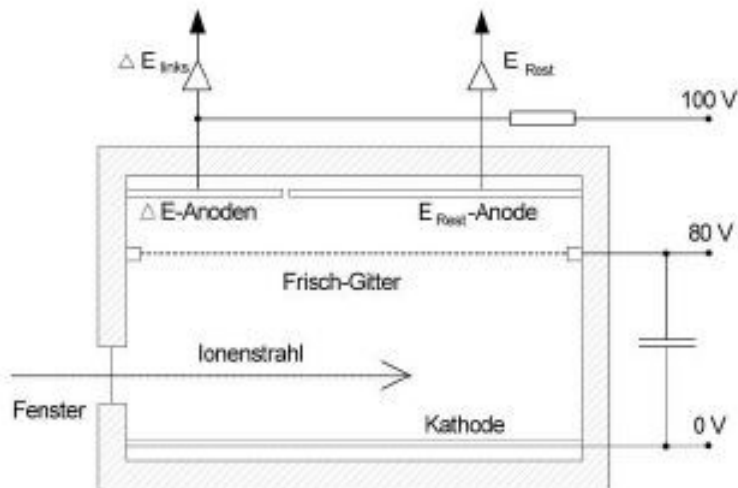 △ E links
E Rest
100 V
△ E-Anoden
E Rest-Anode
80 V
Frisch-Gitter
Ionenstrahl
Fenster
Kathode
0 V